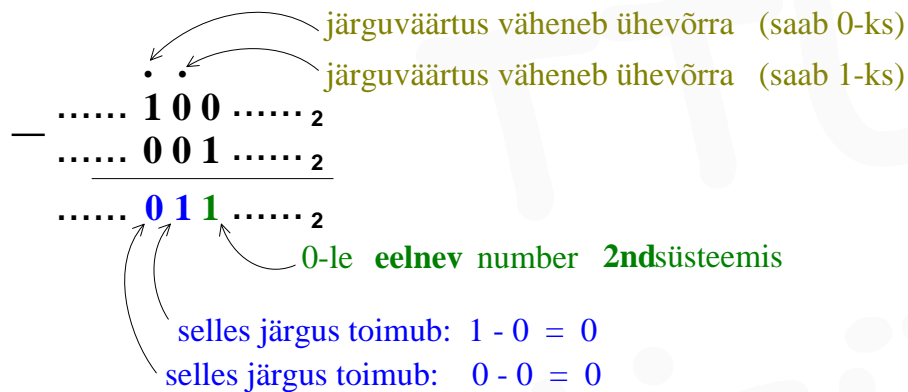 järguväärtus väheneb ühevõrra (saab 0-ks)
järguväärtus väheneb ühevõrra (saab 1-ks)
...... 1 0 0 ...... 2
— ...... 0 0 1 ...... 2
...... 0 1 1 ...... 2
0-le eelnev number 2ndsüsteemis
selles järgus toimub: 1 - 0 = 0
selles järgus toimub: 0 - 0 = 0